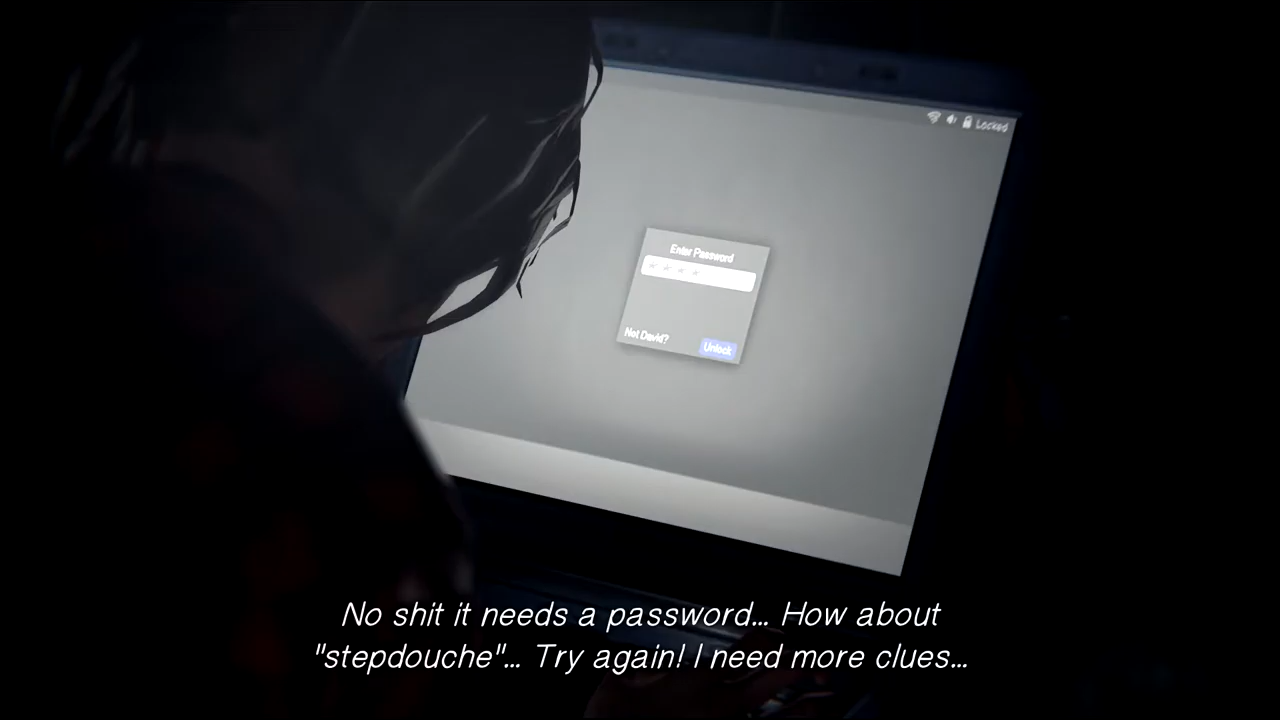 Locked
Enter Password
* * * *
Not David?
Unlock
No shit it needs a password... How about
"stepdouche"... Try again! I need more clues...